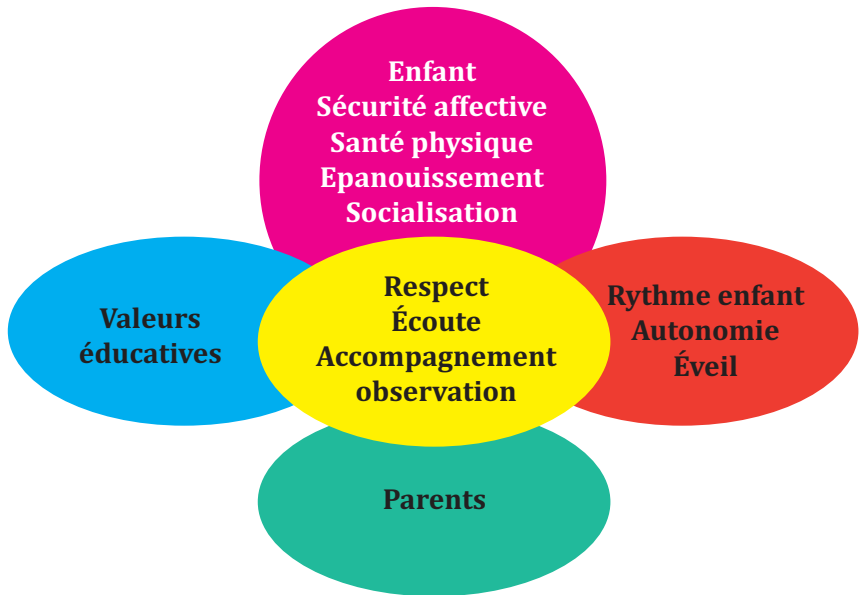 Enfant
Sécurité affective
Santé physique
Epanouissement
Socialisation
Valeurs
éducatives
Respect
Écoute
Accompagnement
observation
Rythme enfant
Autonomie
Éveil
Parents